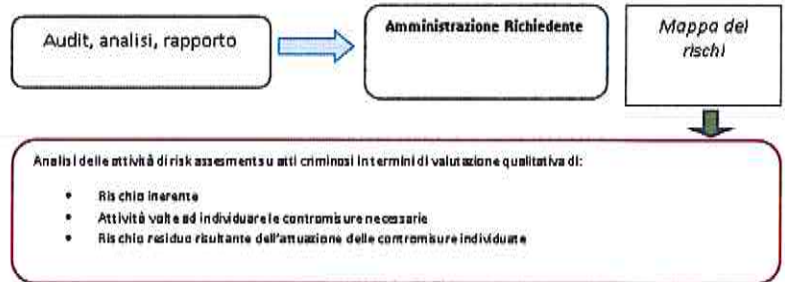 Audit, analisi, rapporto
Amministrazione Richiedente
Mappa dei
rischi
Analisi delle attività di risk assesment su atti criminosi in termini di valutazione qualitativa di:
• Rischio inerente
• Attività volte ad individuare le contromisure necessarie
• Rischio residuo risultante dell'attuazione delle contromisure individuate